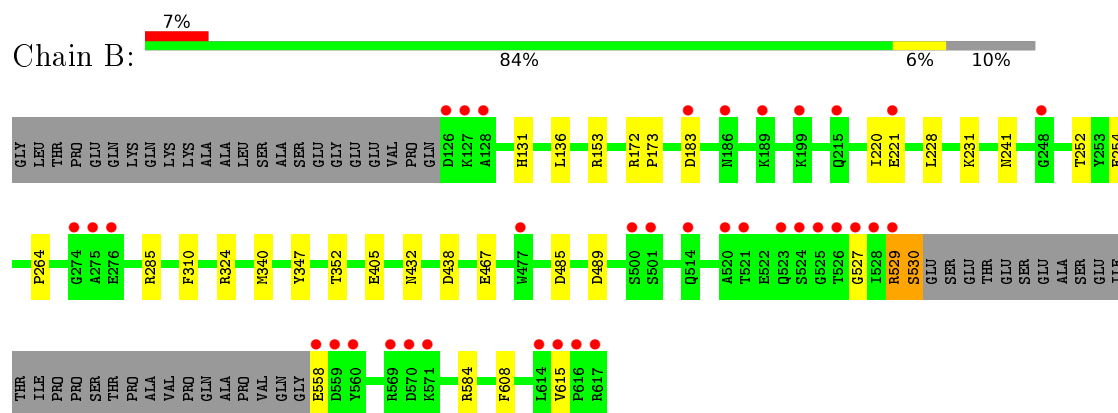 7%
Chain B:
84% 6% 10%
GLY LEU THR PRO GLU GLN LYS GLN LYS LYS ALA ALA LEU SER ALA SER GLU GLY GLU GLU VAL PRO GLN D126 K127 A128 H131 L136 R153 R172 P173 D183 N186 K189 K199 Q215 I220 E221 L228 K231 N241 G248 T252 Y253 E254
P264 G274 A275 E276 R285 F310 R324 M340 Y347 T352 E405 N432 D438 E467 W477 D485 D489 S500 S501 Q514 A520 T521 E522 Q523 S524 G525 T526 G527 I528 R529 S530 GLU SER GLU THR GLU SER GLU ALA SER GLU ILE
THR ILE PRO PRO SER THR PRO ALA VAL PRO GLN ALA PRO VAL GLN GLY E558 D559 Y560 R569 D570 K571 R584 F608 L614 V615 P616 R617